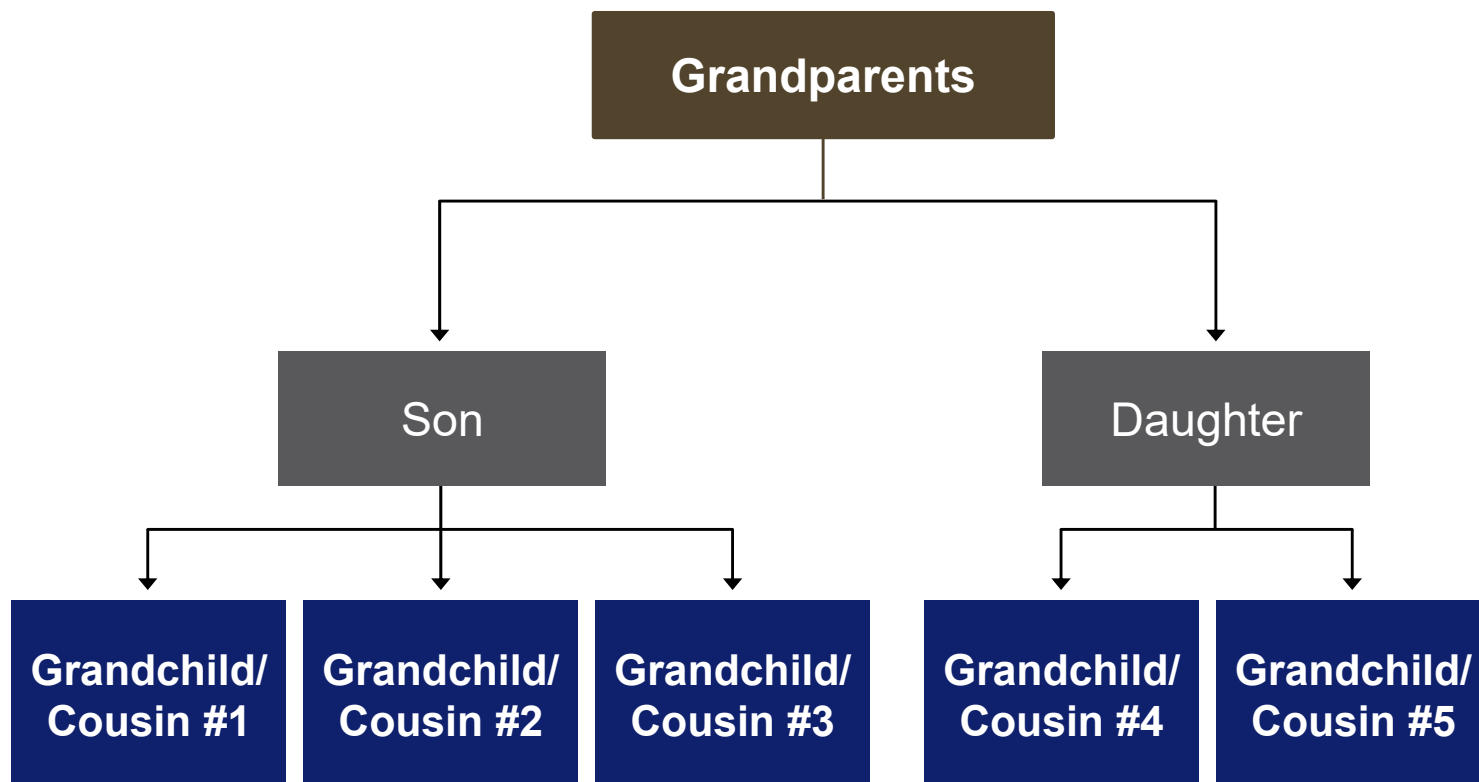 Grandparents
Son
Daughter
Grandchild/
Cousin #1
Grandchild/
Cousin #2
Grandchild/
Cousin #3
Grandchild/
Cousin #4
Grandchild/
Cousin #5